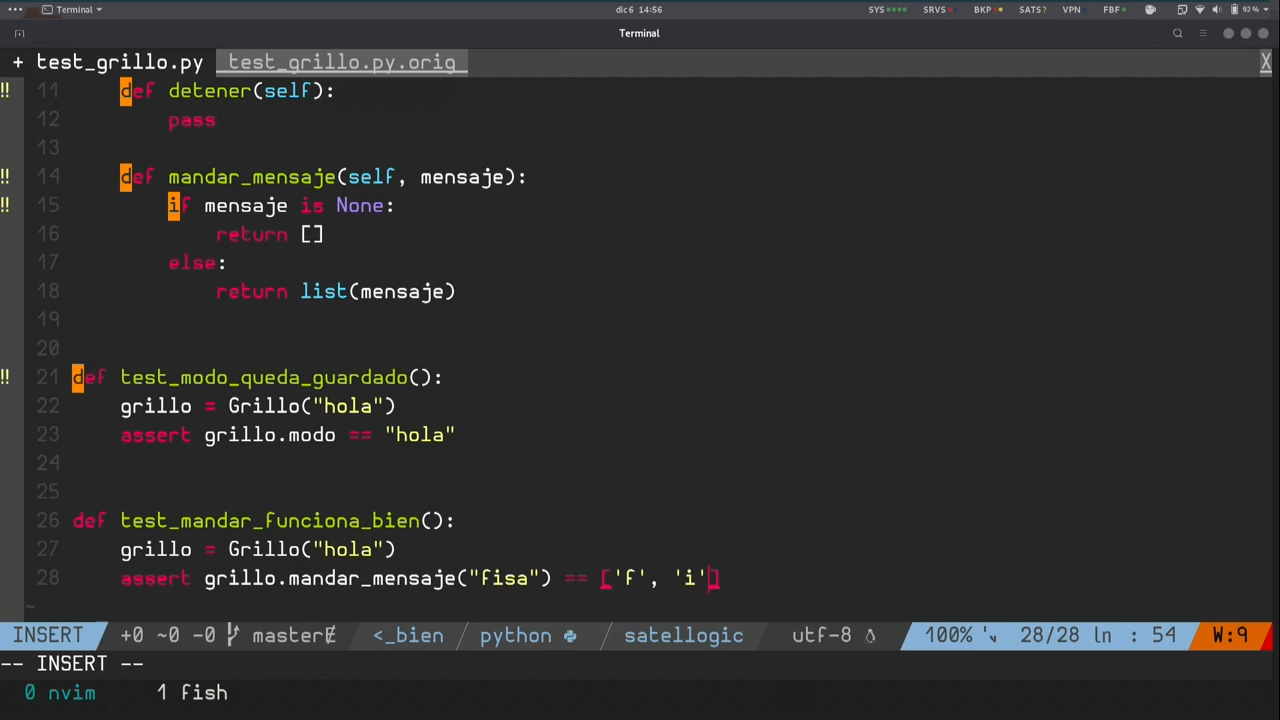 Terminal
dic 6 14:56
SYS SRVS BKP SATS? VPN FBF 92 %
Terminal
+ test_grillo.py test_grillo.py.orig X
!! 11 def detener(self):
12 pass
13
!! 14 def mandar_mensaje(self, mensaje):
!! 15 if mensaje is None:
16 return []
17 else:
18 return list(mensaje)
19
20
!! 21 def test_modo_queda_guardado():
22 grillo = Grillo("hola")
23 assert grillo.modo == "hola"
24
25
26 def test_mandar_funciona_bien():
27 grillo = Grillo("hola")
28 assert grillo.mandar_mensaje("fisa") == ['f', 'i']
~
INSERT +0 ~0 -0 master <_bien python satellogic utf-8 100% 28/28 ln : 54 W:9
-- INSERT --
0 nvim 1 fish